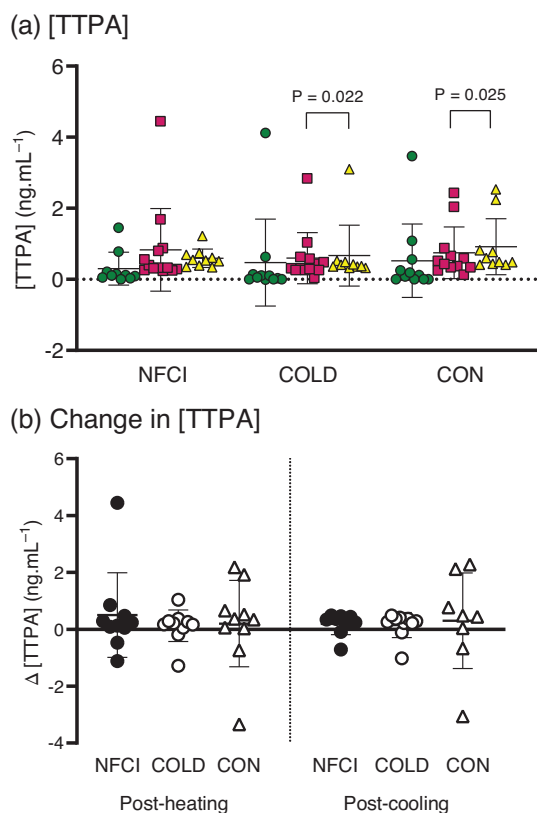 (a) [TTPA]
[TTPA] (ng.mL⁻¹)
6
4
2
0
-2
P = 0.022
P = 0.025
NFCI COLD CON
(b) Change in [TTPA]
Δ [TTPA] (ng.mL⁻¹)
6
4
2
0
-2
-4
NFCI COLD CON NFCI COLD CON
Post-heating Post-cooling